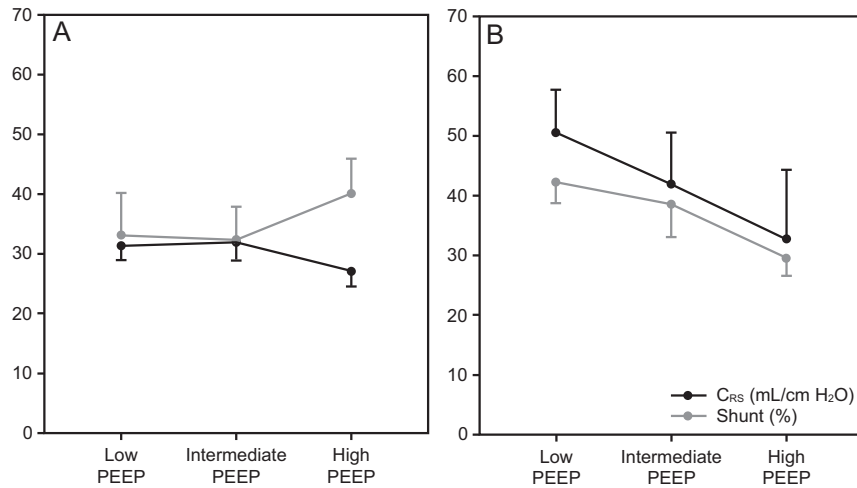 A
70
60
50
40
30
20
10
0
Low
PEEP
Intermediate
PEEP
High
PEEP
B
70
60
50
40
30
20
10
0
Low
PEEP
Intermediate
PEEP
High
PEEP
CRS (mL/cm H₂O)
Shunt (%)